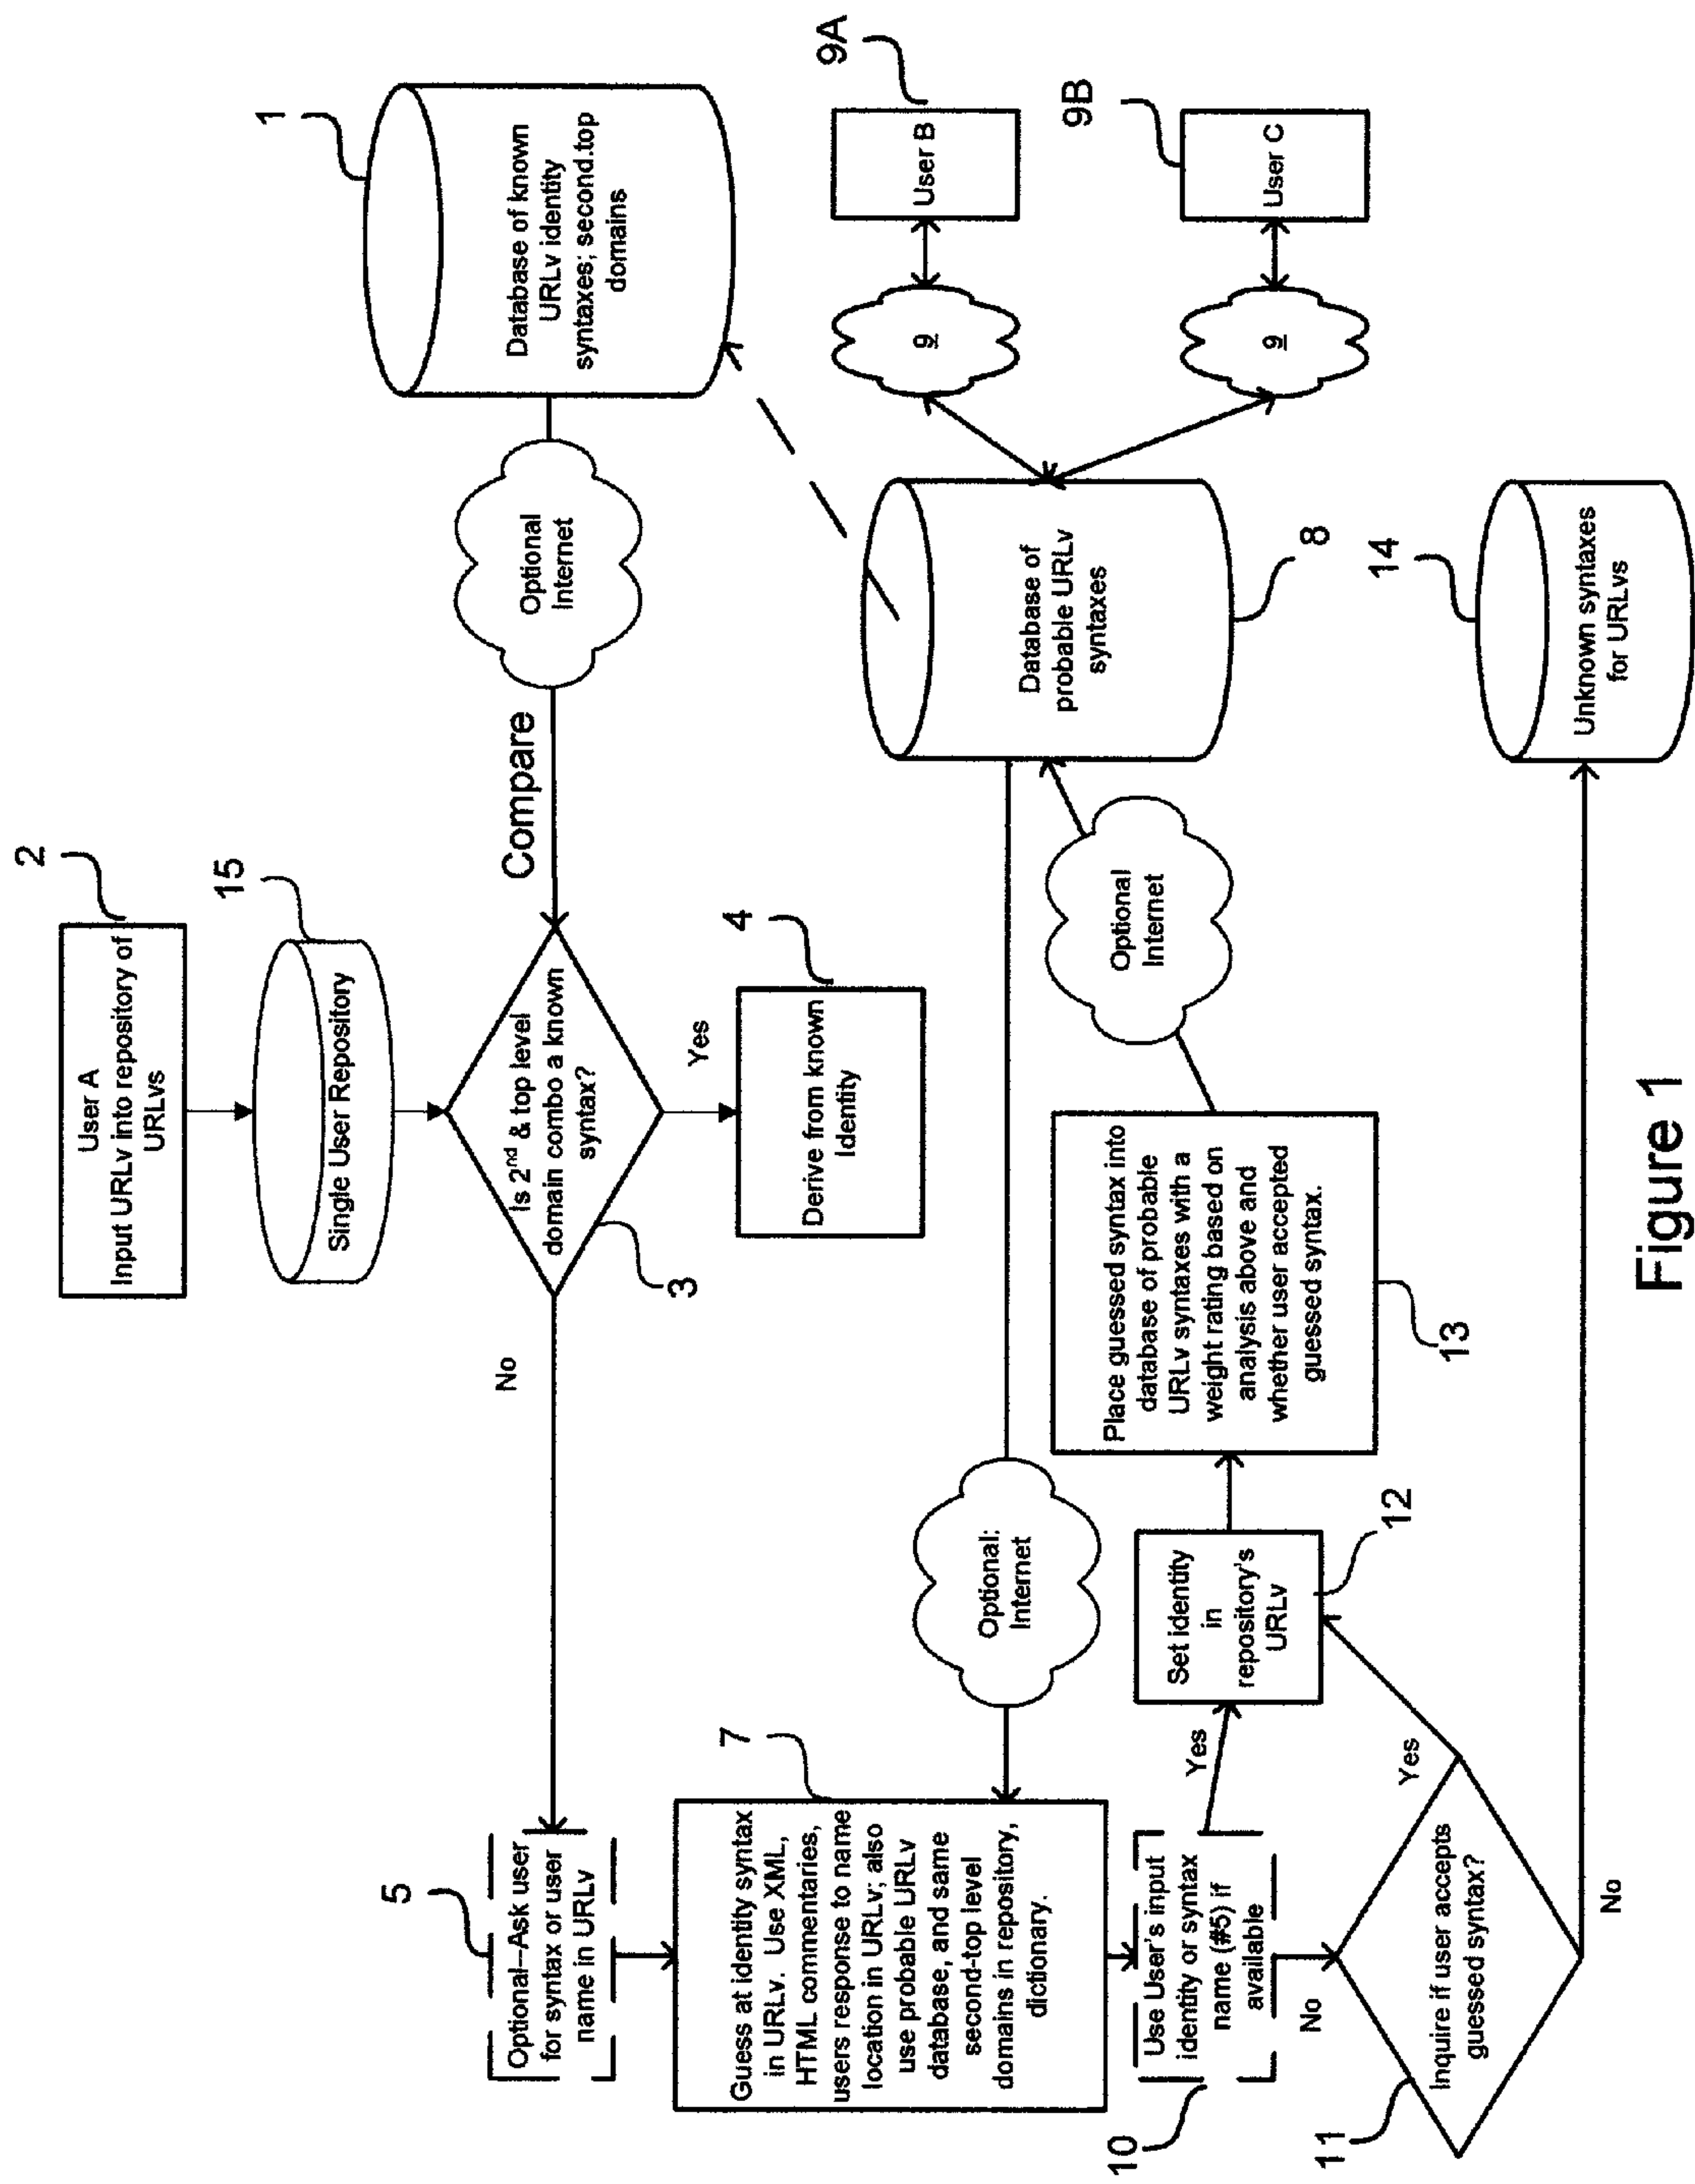 2
User A
Input URLv into repository of
URLvs
15
Single User Repository
1
Database of known
URLv identity
syntaxes; second.top
domains
Optional
Internet
Compare
Is 2nd & top level
domain combo a known
syntax?
3
No
Yes
4
Derive from known
Identity
5
Optional--Ask user
for syntax or user
name in URLv
7
Guess at identity syntax
in URLv. Use XML,
HTML commentaries,
users response to name
location in URLv; also
use probable URLv
database, and same
second-top level
domains in repository,
dictionary.
Optional:
Internet
Database of
probable URLv
syntaxes
8
9
User B
9A
9
User C
9B
10
Use User's input
identity or syntax
name (#5) if
available
Yes
No
Set identity
in
repository's
URLv
12
Place guessed syntax into
database of probable
URLv syntaxes with a
weight rating based on
analysis above and
whether user accepted
guessed syntax.
13
Optional
Internet
11
Inquire if user accepts
guessed syntax?
Yes
No
14
Unknown syntaxes
for URLvs
Figure 1